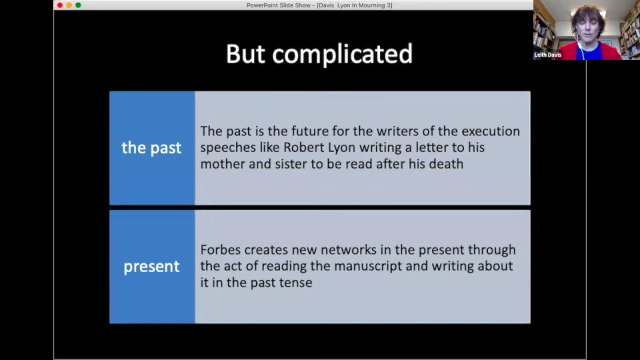 PowerPoint Slide Show - [Davis Lyon in Mourning 3]
Leith Davis
But complicated
the past
The past is the future for the writers of the execution
speeches like Robert Lyon writing a letter to his
mother and sister to be read after his death
present
Forbes creates new networks in the present through
the act of reading the manuscript and writing about
it in the past tense